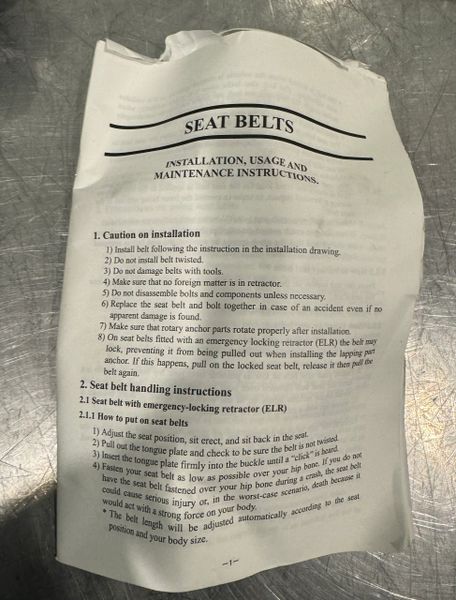 SEAT BELTS
INSTALLATION, USAGE AND
MAINTENANCE INSTRUCTIONS.
1. Caution on installation
1) Install belt following the instruction in the installation drawing.
2) Do not install belt twisted.
3) Do not damage belts with tools.
4) Make sure that no foreign matter is in retractor.
5) Do not disassemble bolts and components unless necessary.
6) Replace the seat belt and bolt together in case of an accident even if no
apparent damage is found.
7) Make sure that rotary anchor parts rotate properly after installation.
8) On seat belts fitted with an emergency locking retractor (ELR) the belt may
lock, preventing it from being pulled out when installing the lapping part
anchor. If this happens, pull on the locked seat belt, release it then pull the
belt again.
2. Seat belt handling instructions
2.1 Seat belt with emergency-locking retractor (ELR)
2.1.1 How to put on seat belts
1) Adjust the seat position, sit erect, and sit back in the seat.
2) Pull out the tongue plate and check to be sure the belt is not twisted.
3) Insert the tongue plate firmly into the buckle until a "click" is heard.
4) Fasten your seat belt as low as possible over your hip bone. If you do not
have the seat belt fastened over your hip bone during a crash, the seat belt
could cause serious injury or, in the worst-case scenario, death because it
would act with a strong force on your body.
* The belt length will be adjusted automatically according to the seat
position and your body size.
–1–